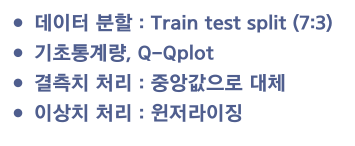 • 데이터 분할 : Train test split (7:3)
• 기초통계량, Q-Qplot
• 결측치 처리 : 중앙값으로 대체
• 이상치 처리 : 윈저라이징